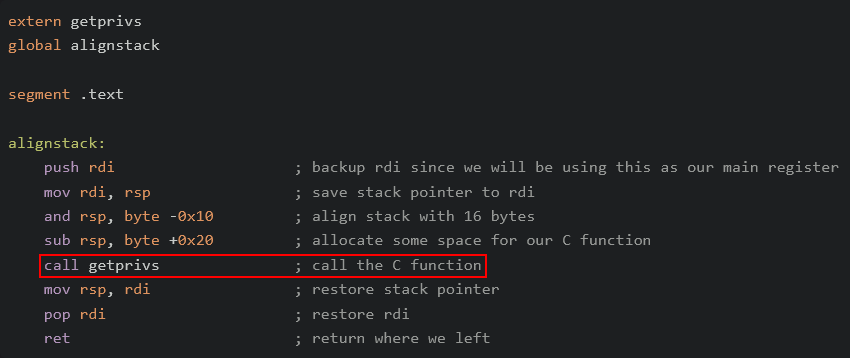 extern getprivs
global alignstack
segment .text
alignstack:
push rdi ; backup rdi since we will be using this as our main register
mov rdi, rsp ; save stack pointer to rdi
and rsp, byte -0x10 ; align stack with 16 bytes
sub rsp, byte +0x20 ; allocate some space for our C function
call getprivs ; call the C function
mov rsp, rdi ; restore stack pointer
pop rdi ; restore rdi
ret ; return where we left